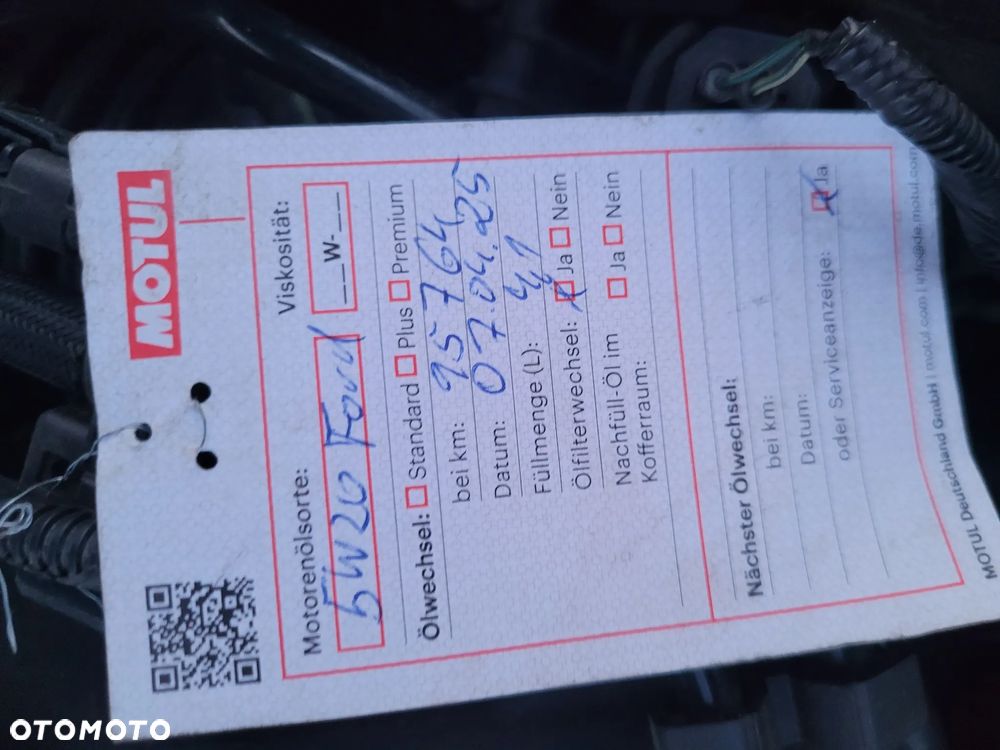 MOTUL
Motorenölsorte: Viskosität:
5W20 Ford __W-__
Ölwechsel: Standard Plus Premium
bei km: 95 764
Datum: 07.04.25
Füllmenge (L): 4,1
Ölfilterwechsel: Ja Nein
Nachfüll-Öl im Ja Nein
Kofferraum:
Nächster Ölwechsel:
bei km:
Datum:
oder Serviceanzeige: Ja
MOTUL Deutschland GmbH | motul.com | info@de.motul.com
OTOMOTO